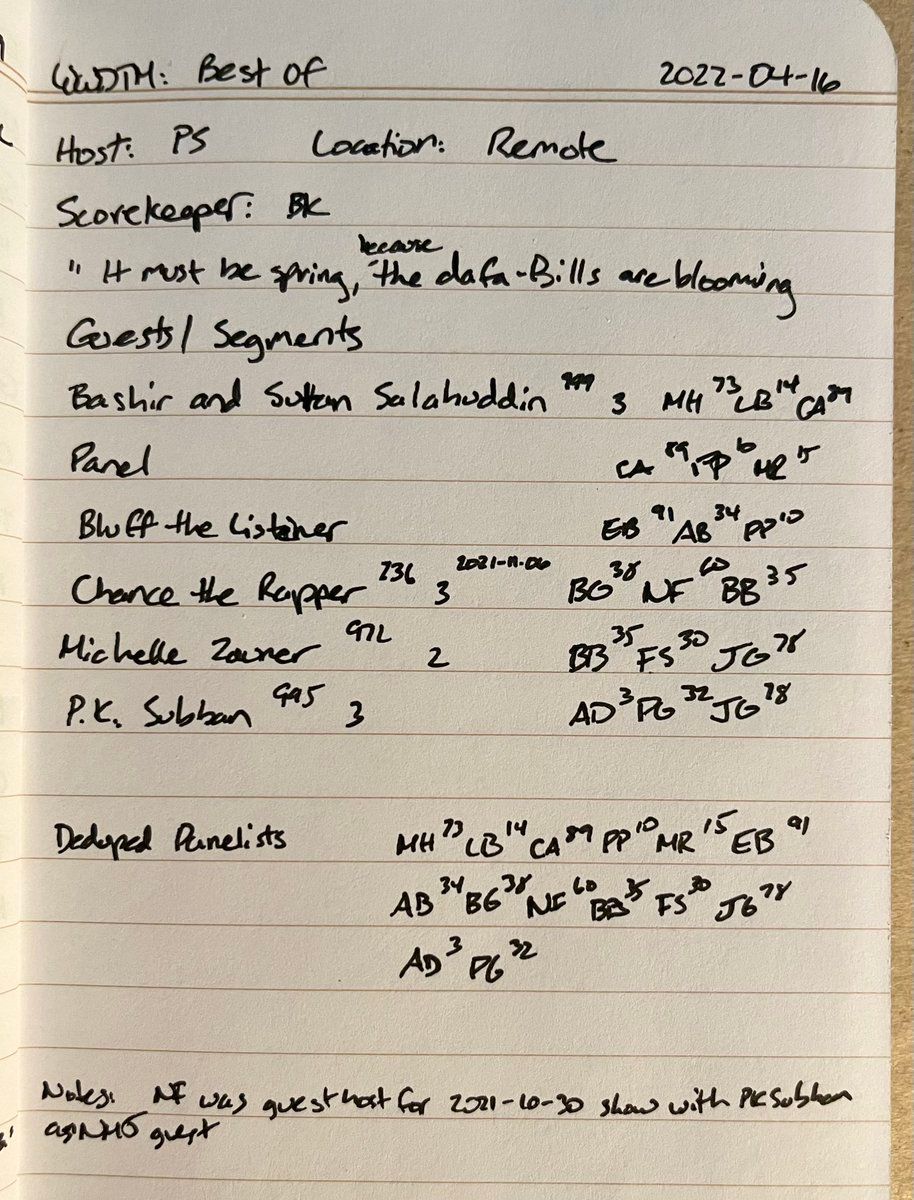 WWDTM: Best Of 2022-04-16
Host: PS Location: Remote
Scorekeeper: BK
" It must be spring, because the dafa-Bills are blooming
Guests/ Segments
Bashir and Sultan Salahuddin 999 3 MH 73 LB 14 CA 89
Panel CA 89 PP 10 MR 15
Bluff the Listener EB 91 AB 34 PP 10
Chance the Rapper 736 3 2021-11-06 BG 38 NF 60 BB 35
Michelle Zauner 972 2 BB 35 FS 30 JG 78
P.K. Subban 995 3 AD 3 PG 32 JG 78
Deduped Panelists MH 73 LB 14 CA 89 PP 10 MR 15 EB 91
AB 34 BG 38 NF 60 BB 35 FS 30 JG 78
AD 3 PG 32
Notes: NF was guest host for 2021-10-30 show with PK Subban
as NMJ guest